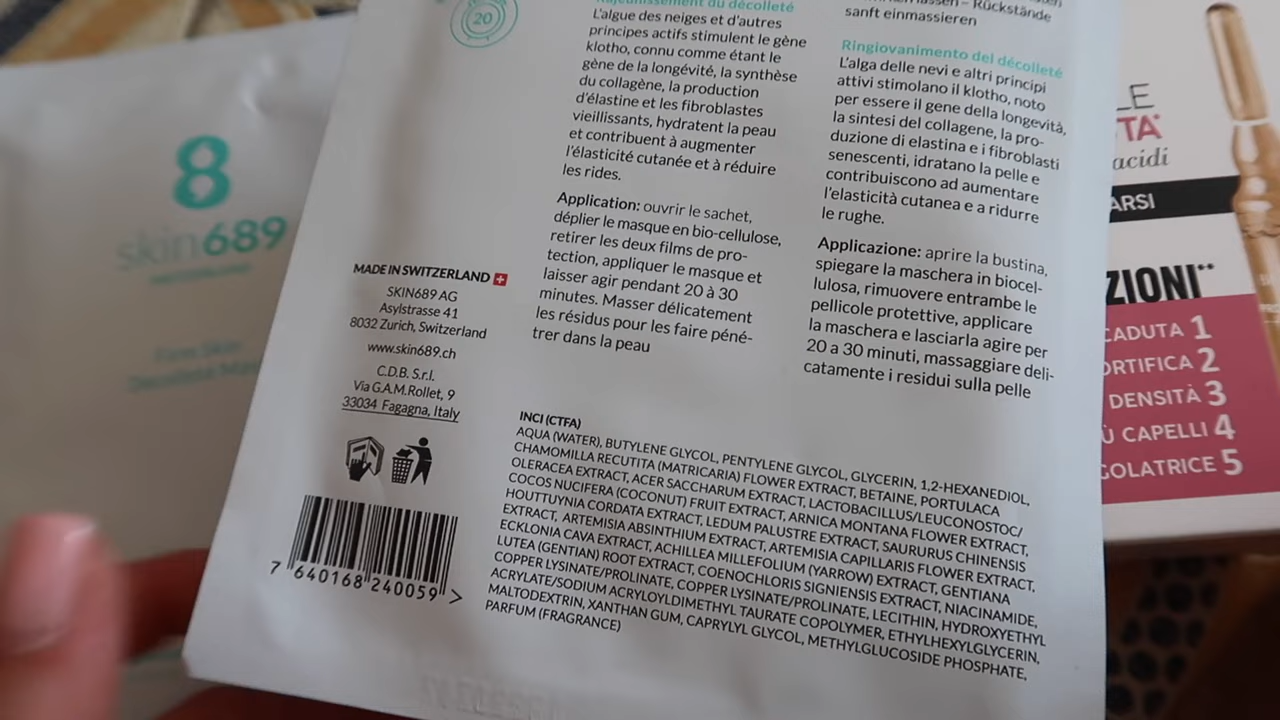 8
skin689
SWITZERLAND
Firm Skin
20
Rajeunissement du décolleté
L'algue des neiges et d'autres
principes actifs stimulent le gène
klotho, connu comme étant le
gène de la longévité, la synthèse
du collagène, la production
d'élastine et les fibroblastes
vieillissants, hydratent la peau
et contribuent à augmenter
l'élasticité cutanée et à réduire
les rides.
Application: ouvrir le sachet,
déplier le masque en bio-cellulose,
retirer les deux films de pro-
tection, appliquer le masque et
laisser agir pendant 20 à 30
minutes. Masser délicatement
les résidus pour les faire péné-
trer dans la peau
– Rückstände
sanft einmassieren
Ringiovanimento del décolleté
L'alga delle nevi e altri principi
attivi stimolano il klotho, noto
per essere il gene della longevità,
la sintesi del collagene, la pro-
duzione di elastina e i fibroblasti
senescenti, idratano la pelle e
contribuiscono ad aumentare
l'elasticità cutanea e a ridurre
le rughe.
Applicazione: aprire la bustina,
spiegare la maschera in biocel-
lulosa, rimuovere entrambe le
pellicole protettive, applicare
la maschera e lasciarla agire per
20 a 30 minuti, massaggiare deli-
catamente i residui sulla pelle
MADE IN SWITZERLAND
SKIN689 AG
Asylstrasse 41
8032 Zurich, Switzerland
www.skin689.ch
C.D.B. S.r.l.
Via G.A.M.Rollet, 9
33034 Fagagna, Italy
7 640168 240059 >
INCI (CTFA)
AQUA (WATER), BUTYLENE GLYCOL, PENTYLENE GLYCOL, GLYCERIN, 1,2-HEXANEDIOL,
CHAMOMILLA RECUTITA (MATRICARIA) FLOWER EXTRACT, BETAINE, PORTULACA
OLERACEA EXTRACT, ACER SACCHARUM EXTRACT, LACTOBACILLUS/LEUCONOSTOC/
COCOS NUCIFERA (COCONUT) FRUIT EXTRACT, ARNICA MONTANA FLOWER EXTRACT,
HOUTTUYNIA CORDATA EXTRACT, LEDUM PALUSTRE EXTRACT, SAURURUS CHINENSIS
EXTRACT, ARTEMISIA ABSINTHIUM EXTRACT, ARTEMISIA CAPILLARIS FLOWER EXTRACT,
ECKLONIA CAVA EXTRACT, ACHILLEA MILLEFOLIUM (YARROW) EXTRACT, GENTIANA
LUTEA (GENTIAN) ROOT EXTRACT, COENOCHLORIS SIGNIENSIS EXTRACT, NIACINAMIDE,
COPPER LYSINATE/PROLINATE, COPPER LYSINATE/PROLINATE, LECITHIN, HYDROXYETHYL
ACRYLATE/SODIUM ACRYLOYLDIMETHYL TAURATE COPOLYMER, ETHYLHEXYLGLYCERIN,
MALTODEXTRIN, XANTHAN GUM, CAPRYLYL GLYCOL, METHYLGLUCOSIDE PHOSPHATE,
PARFUM (FRAGRANCE)
LE
TA
acidi
ARSI
ZIONI**
CADUTA 1
ORTIFICA 2
DENSITÀ 3
Ù CAPELLI 4
GOLATRICE 5